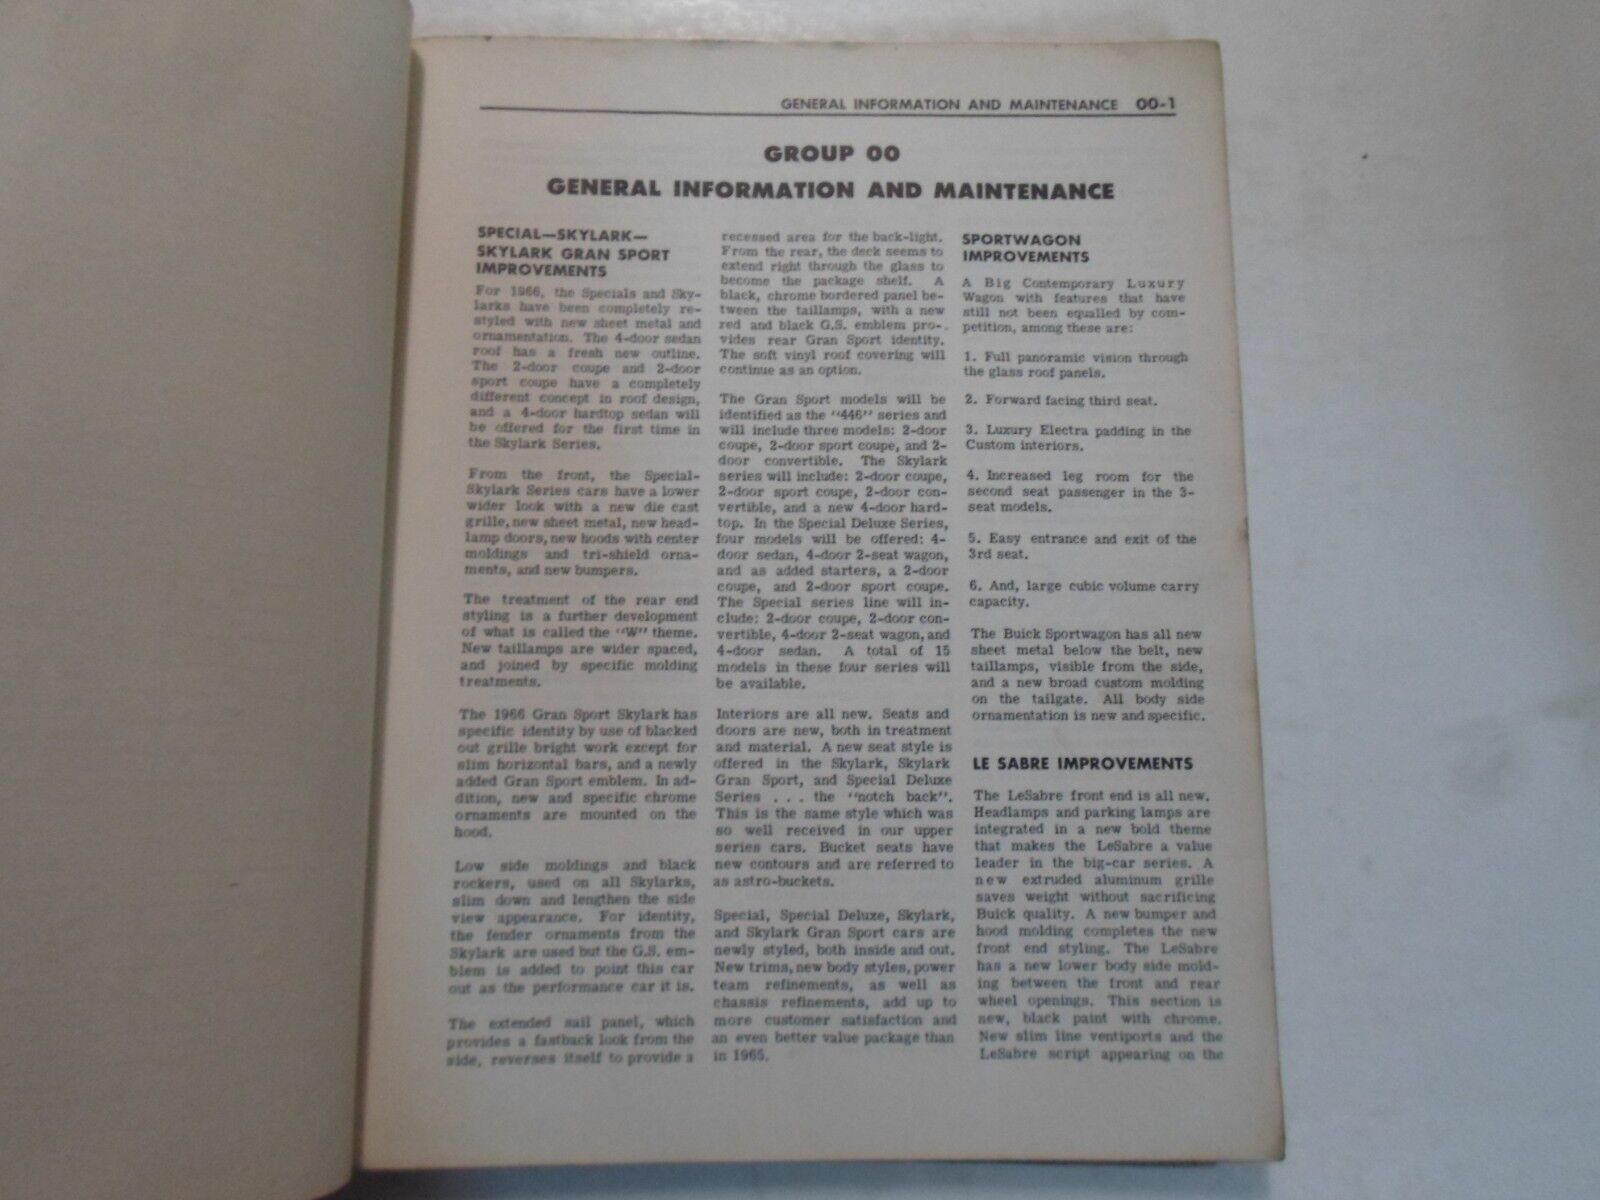 GENERAL INFORMATION AND MAINTENANCE 00-1
GROUP 00
GENERAL INFORMATION AND MAINTENANCE
SPECIAL—SKYLARK—
SKYLARK GRAN SPORT
IMPROVEMENTS
For 1966, the Specials and Sky-
larks have been completely re-
styled with new sheet metal and
ornamentation. The 4-door sedan
roof has a fresh new outline.
The 2-door coupe and 2-door
sport coupe have a completely
different concept in roof design,
and a 4-door hardtop sedan will
be offered for the first time in
the Skylark Series.
From the front, the Special-
Skylark Series cars have a lower
wider look with a new die cast
grille, new sheet metal, new head-
lamp doors, new hoods with center
moldings and tri-shield orna-
ments, and new bumpers.
The treatment of the rear end
styling is a further development
of what is called the "W" theme.
New taillamps are wider spaced,
and joined by specific molding
treatments.
The 1966 Gran Sport Skylark has
specific identity by use of blacked
out grille bright work except for
slim horizontal bars, and a newly
added Gran Sport emblem. In ad-
dition, new and specific chrome
ornaments are mounted on the
hood.
Low side moldings and black
rockers, used on all Skylarks,
slim down and lengthen the side
view appearance. For identity,
the fender ornaments from the
Skylark are used but the G.S. em-
blem is added to point this car
out as the performance car it is.
The extended sail panel, which
provides a fastback look from the
side, reverses itself to provide a
recessed area for the back-light.
From the rear, the deck seems to
extend right through the glass to
become the package shelf. A
black, chrome bordered panel be-
tween the taillamps, with a new
red and black G.S. emblem pro-
vides rear Gran Sport identity.
The soft vinyl roof covering will
continue as an option.
The Gran Sport models will be
identified as the "446" series and
will include three models: 2-door
coupe, 2-door sport coupe, and 2-
door convertible. The Skylark
series will include: 2-door coupe,
2-door sport coupe, 2-door con-
vertible, and a new 4-door hard-
top. In the Special Deluxe Series,
four models will be offered: 4-
door sedan, 4-door 2-seat wagon,
and as added starters, a 2-door
coupe, and 2-door sport coupe.
The Special series line will in-
clude: 2-door coupe, 2-door con-
vertible, 4-door 2-seat wagon, and
4-door sedan. A total of 15
models in these four series will
be available.
Interiors are all new. Seats and
doors are new, both in treatment
and material. A new seat style is
offered in the Skylark, Skylark
Gran Sport, and Special Deluxe
Series . . . the "notch back".
This is the same style which was
so well received in our upper
series cars. Bucket seats have
new contours and are referred to
as astro-buckets.
Special, Special Deluxe, Skylark,
and Skylark Gran Sport cars are
newly styled, both inside and out.
New trims, new body styles, power
team refinements, as well as
chassis refinements, add up to
more customer satisfaction and
an even better value package than
in 1965.
SPORTWAGON
IMPROVEMENTS
A Big Contemporary Luxury
Wagon with features that have
still not been equalled by com-
petition, among these are:
1. Full panoramic vision through
the glass roof panels.
2. Forward facing third seat.
3. Luxury Electra padding in the
Custom interiors.
4. Increased leg room for the
second seat passenger in the 3-
seat models.
5. Easy entrance and exit of the
3rd seat.
6. And, large cubic volume carry
capacity.
The Buick Sportwagon has all new
sheet metal below the belt, new
taillamps, visible from the side,
and a new broad custom molding
on the tailgate. All body side
ornamentation is new and specific.
LE SABRE IMPROVEMENTS
The LeSabre front end is all new.
Headlamps and parking lamps are
integrated in a new bold theme
that makes the LeSabre a value
leader in the big-car series. A
new extruded aluminum grille
saves weight without sacrificing
Buick quality. A new bumper and
hood molding completes the new
front end styling. The LeSabre
has a new lower body side mold-
ing between the front and rear
wheel openings. This section is
new, black paint with chrome.
New slim line ventiports and the
LeSabre script appearing on the